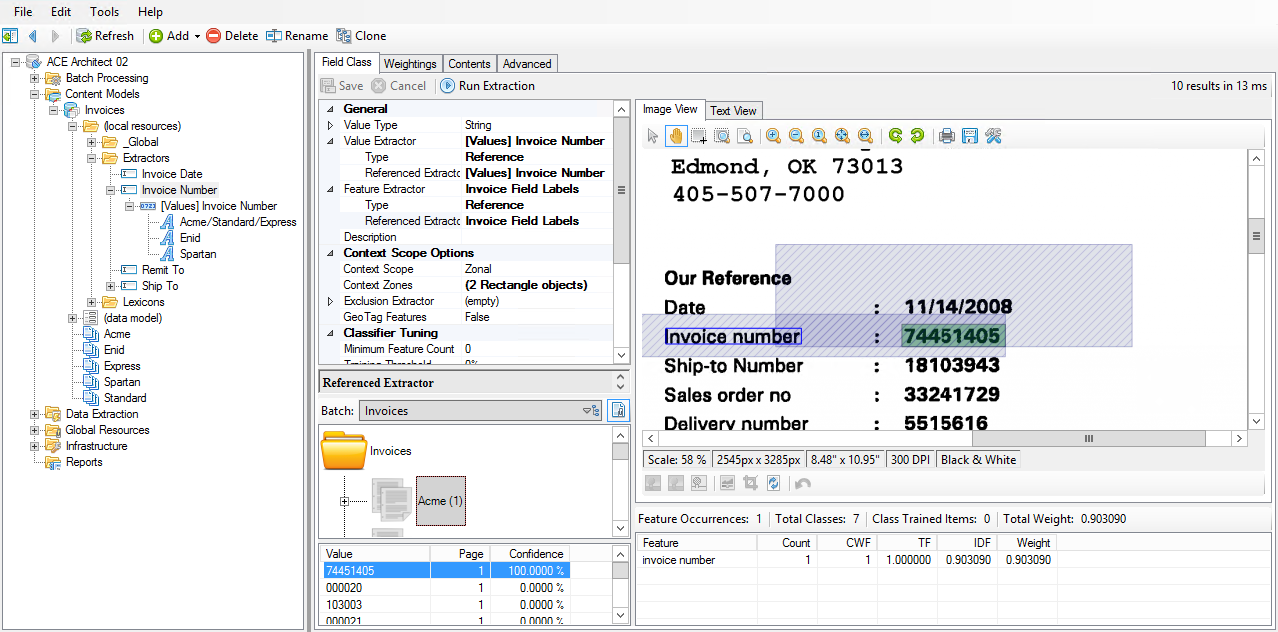 File Edit Tools Help
Refresh Add Delete Rename Clone
ACE Architect 02
Batch Processing
Content Models
Invoices
(local resources)
_Global
Extractors
Invoice Date
Invoice Number
[Values] Invoice Number
Acme/Standard/Express
Enid
Spartan
Remit To
Ship To
Lexicons
(data model)
Acme
Enid
Express
Spartan
Standard
Data Extraction
Global Resources
Infrastructure
Reports
Field Class Weightings Contents Advanced
Save Cancel Run Extraction
10 results in 13 ms
General
Value Type String
Value Extractor [Values] Invoice Number
Type Reference
Referenced Extracto [Values] Invoice Number
Feature Extractor Invoice Field Labels
Type Reference
Referenced Extracto Invoice Field Labels
Description
Context Scope Options
Context Scope Zonal
Context Zones (2 Rectangle objects)
Exclusion Extractor (empty)
GeoTag Features False
Classifier Tuning
Minimum Feature Count 0
Training Threshold 0%
Referenced Extractor
Batch: Invoices
Invoices
Acme (1)
Value Page Confidence
74451405 1 100.0000 %
000020 1 0.0000 %
103003 1 0.0000 %
000021 1 0.0000 %
Image View Text View
Edmond, OK 73013
405-507-7000
Our Reference
Date : 11/14/2008
Invoice number : 74451405
Ship-to Number : 18103943
Sales order no : 33241729
Delivery number : 5515616
Scale: 58 % 2545px x 3285px 8.48" x 10.95" 300 DPI Black & White
Feature Occurrences: 1 Total Classes: 7 Class Trained Items: 0 Total Weight: 0.903090
Feature Count CWF TF IDF Weight
invoice number 1 1 1.000000 0.903090 0.903090